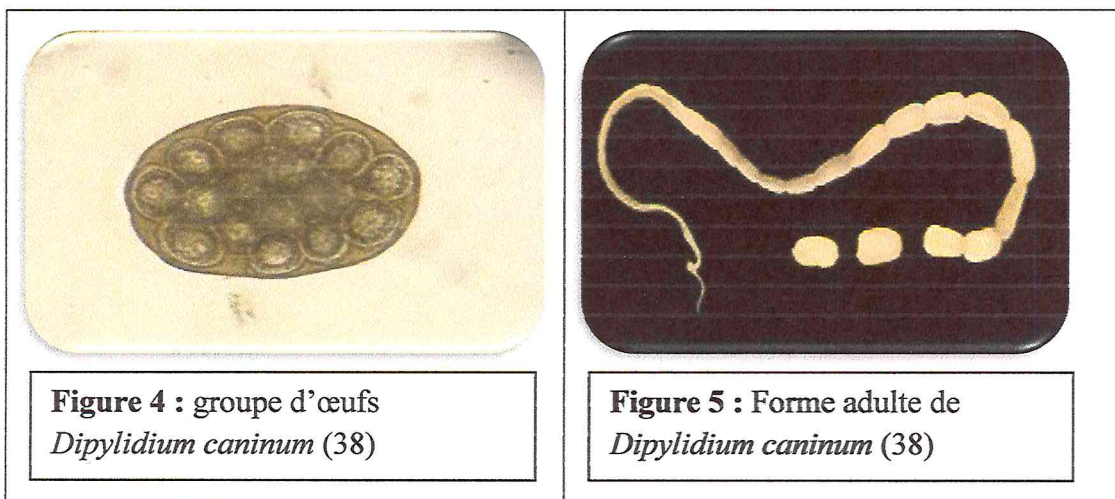 Figure 4 : groupe d'œufs
Dipylidium caninum (38)
Figure 5 : Forme adulte de
Dipylidium caninum (38)